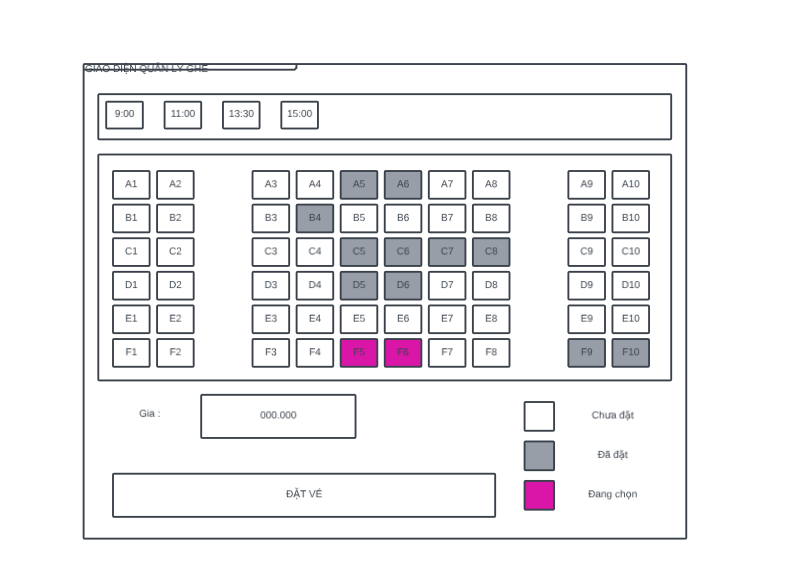 GIAO DIỆN QUẢN LÝ GHẾ
9:00 11:00 13:30 15:00
A1 A2 A3 A4 A5 A6 A7 A8 A9 A10
B1 B2 B3 B4 B5 B6 B7 B8 B9 B10
C1 C2 C3 C4 C5 C6 C7 C8 C9 C10
D1 D2 D3 D4 D5 D6 D7 D8 D9 D10
E1 E2 E3 E4 E5 E6 E7 E8 E9 E10
F1 F2 F3 F4 F5 F6 F7 F8 F9 F10
Gia : 000.000 Chưa đặt
Đã đặt
ĐẶT VÉ Đang chọn